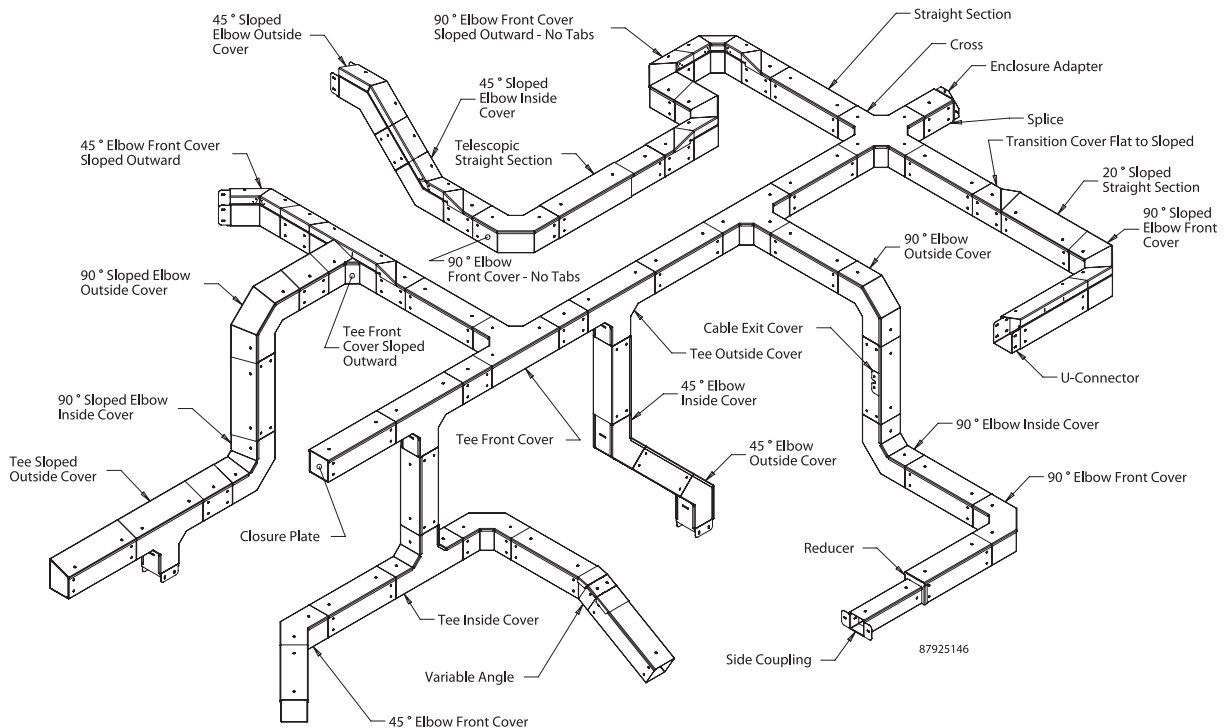 45 ° Sloped
Elbow Outside
Cover
90 ° Elbow Front Cover
Sloped Outward - No Tabs
Straight Section
Cross
Enclosure Adapter
45 ° Sloped
Elbow Inside
Cover
Splice
Transition Cover Flat to Sloped
45 ° Elbow Front Cover
Sloped Outward
Telescopic
Straight Section
20 ° Sloped
Straight Section
90 ° Sloped
Elbow Front
Cover
90 ° Elbow
Outside Cover
90 ° Elbow
Front Cover - No Tabs
90 ° Sloped Elbow
Outside Cover
Tee Front
Cover Sloped
Outward
Cable Exit Cover
Tee Outside Cover
U-Connector
90 ° Sloped Elbow
Inside Cover
45 ° Elbow
Inside Cover
Tee Front Cover
90 ° Elbow Inside Cover
45 ° Elbow
Outside Cover
Tee Sloped
Outside Cover
90 ° Elbow Front Cover
Closure Plate
Reducer
Tee Inside Cover
Side Coupling
87925146
Variable Angle
45 ° Elbow Front Cover